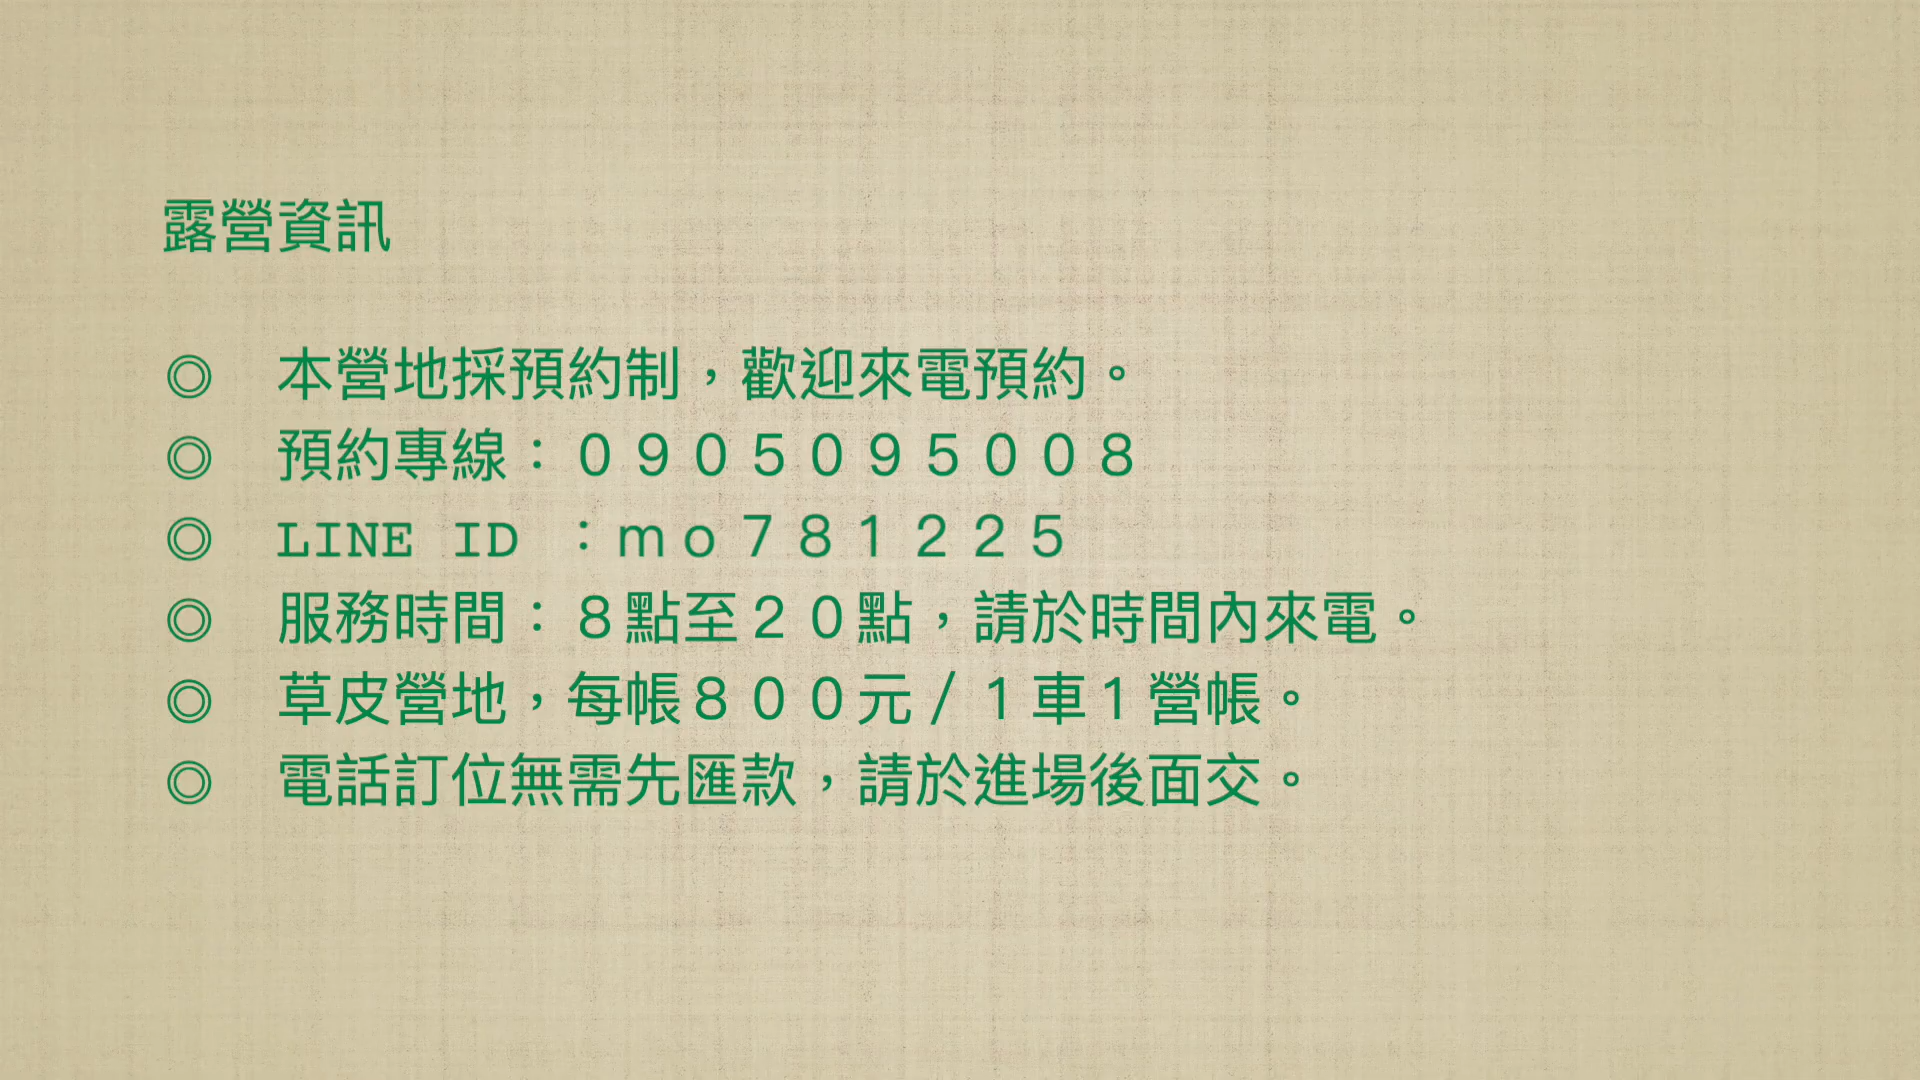 露營資訊
◎　本營地採預約制，歡迎來電預約。
◎　預約專線：０９０５０９５００８
◎　LINE ID ：ｍｏ７８１２２５
◎　服務時間：８點至２０點，請於時間內來電。
◎　草皮營地，每帳８００元／１車１營帳。
◎　電話訂位無需先匯款，請於進場後面交。